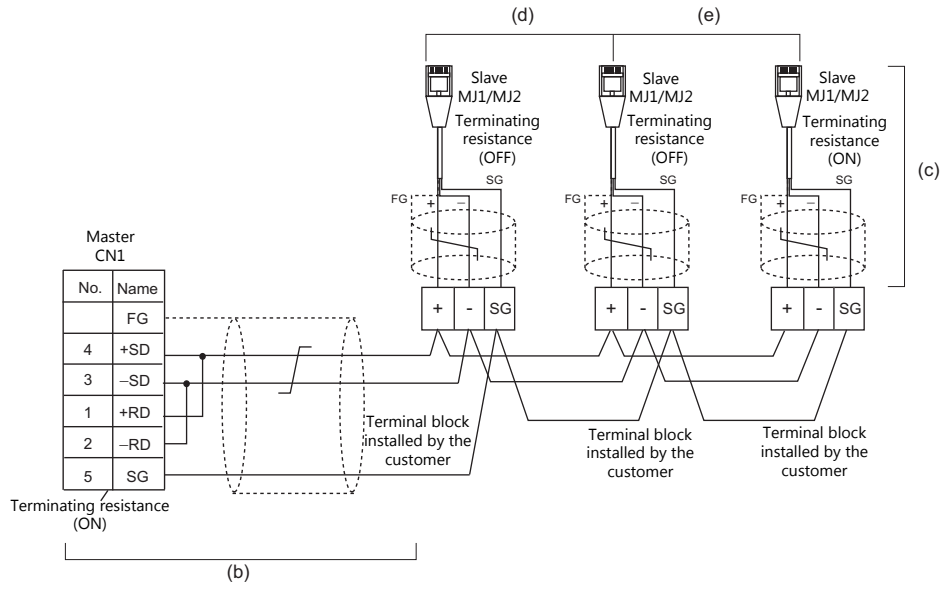 (d)
(e)
Slave
MJ1/MJ2
Terminating
resistance
(OFF)
SG
FG
+
–
Slave
MJ1/MJ2
Terminating
resistance
(OFF)
SG
FG
+
–
Slave
MJ1/MJ2
Terminating
resistance
(ON)
SG
FG
+
–
(c)
+ - SG
+ - SG
+ - SG
Master
CN1
No. Name
FG
4 +SD
3 –SD
1 +RD
2 –RD
5 SG
Terminating resistance
(ON)
Terminal block
installed by the
customer
Terminal block
installed by the
customer
Terminal block
installed by the
customer
(b)